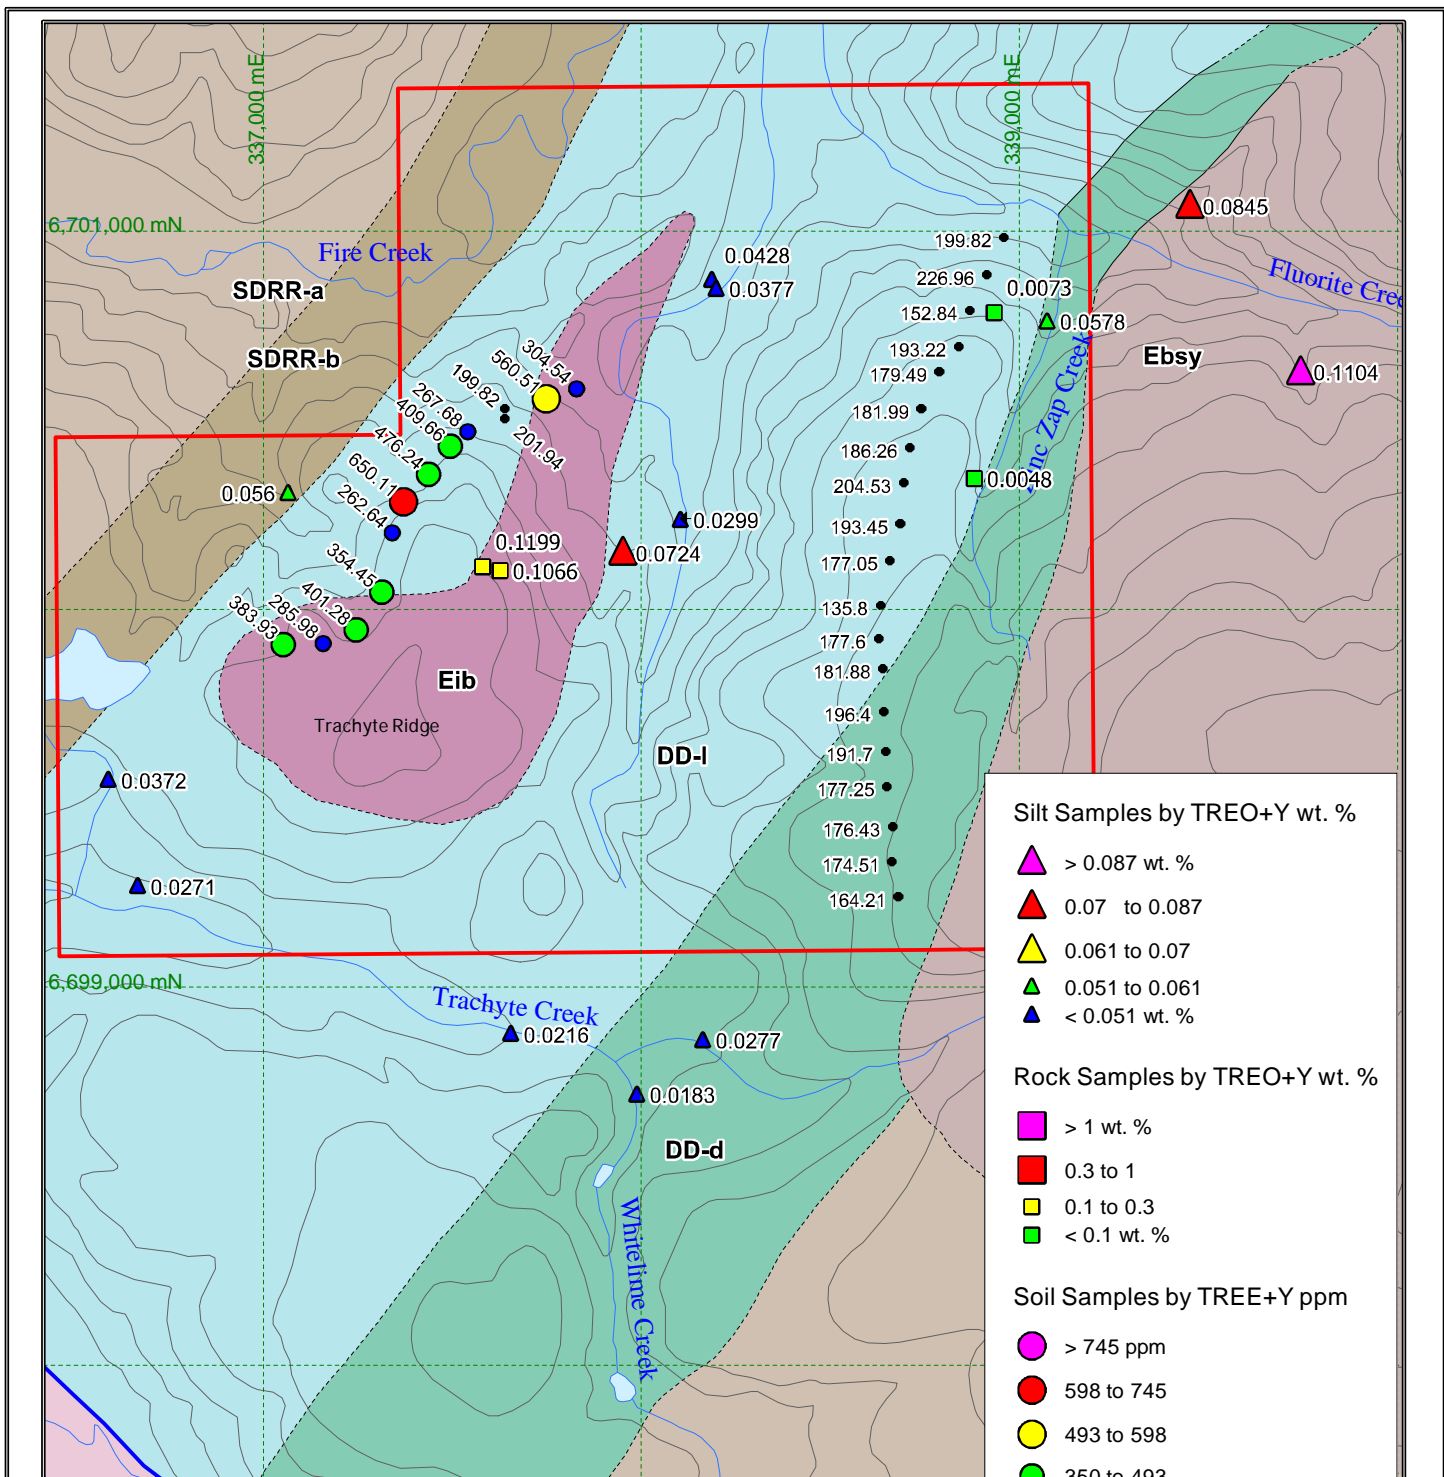 337,000 mE
339,000 mE
6,701,000 mN
Fire Creek
SDRR-a
SDRR-b
0.0845
Fluorite Cree
199.82
0.0428
0.0377
226.96
0.0073
152.84
0.0578
193.22
Ebsy
0.1104
179.49
304.54
560.51
199.82
267.68
409.66
476.24
650.11
262.64
201.94
181.99
186.26
204.53
0.0048
0.056
0.0299
193.45
0.1199
0.1066
0.0724
177.05
354.45
401.28
285.98
383.93
135.8
177.6
181.88
Eib
Trachyte Ridge
196.4
DD-l
191.7
0.0372
177.25
176.43
174.51
0.0271
164.21
6,699,000 mN
Trachyte Creek
0.0216
0.0277
0.0183
DD-d
Whitelime Creek
Zap Creek
Silt Samples by TREO+Y wt. %
> 0.087 wt. %
0.07 to 0.087
0.061 to 0.07
0.051 to 0.061
< 0.051 wt. %
Rock Samples by TREO+Y wt. %
> 1 wt. %
0.3 to 1
0.1 to 0.3
< 0.1 wt. %
Soil Samples by TREE+Y ppm
> 745 ppm
598 to 745
493 to 598
350 to 493